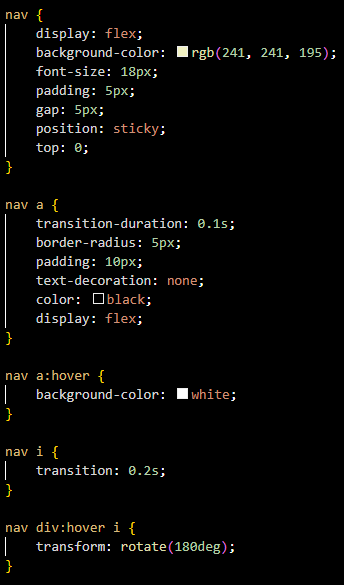 nav {
    display: flex;
    background-color: rgb(241, 241, 195);
    font-size: 18px;
    padding: 5px;
    gap: 5px;
    position: sticky;
    top: 0;
}

nav a {
    transition-duration: 0.1s;
    border-radius: 5px;
    padding: 10px;
    text-decoration: none;
    color: black;
    display: flex;
}

nav a:hover {
    background-color: white;
}

nav i {
    transition: 0.2s;
}

nav div:hover i {
    transform: rotate(180deg);
}